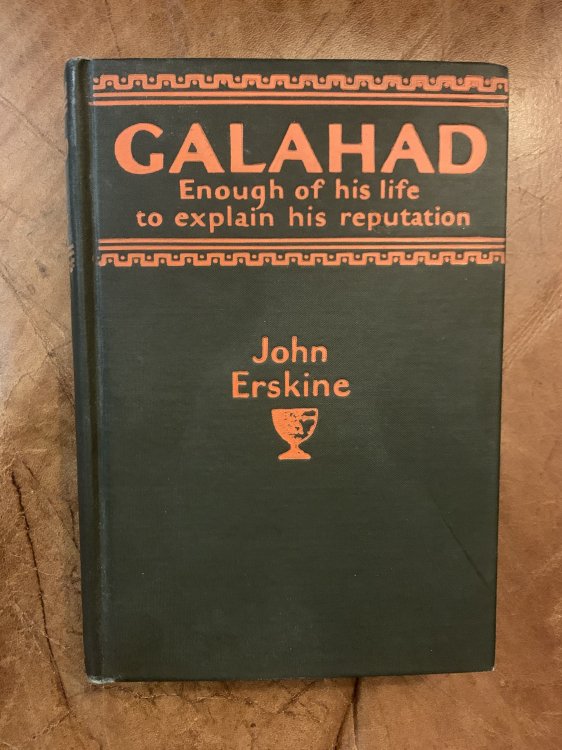 GALAHAD
Enough of his life
to explain his reputation
John
Erskine